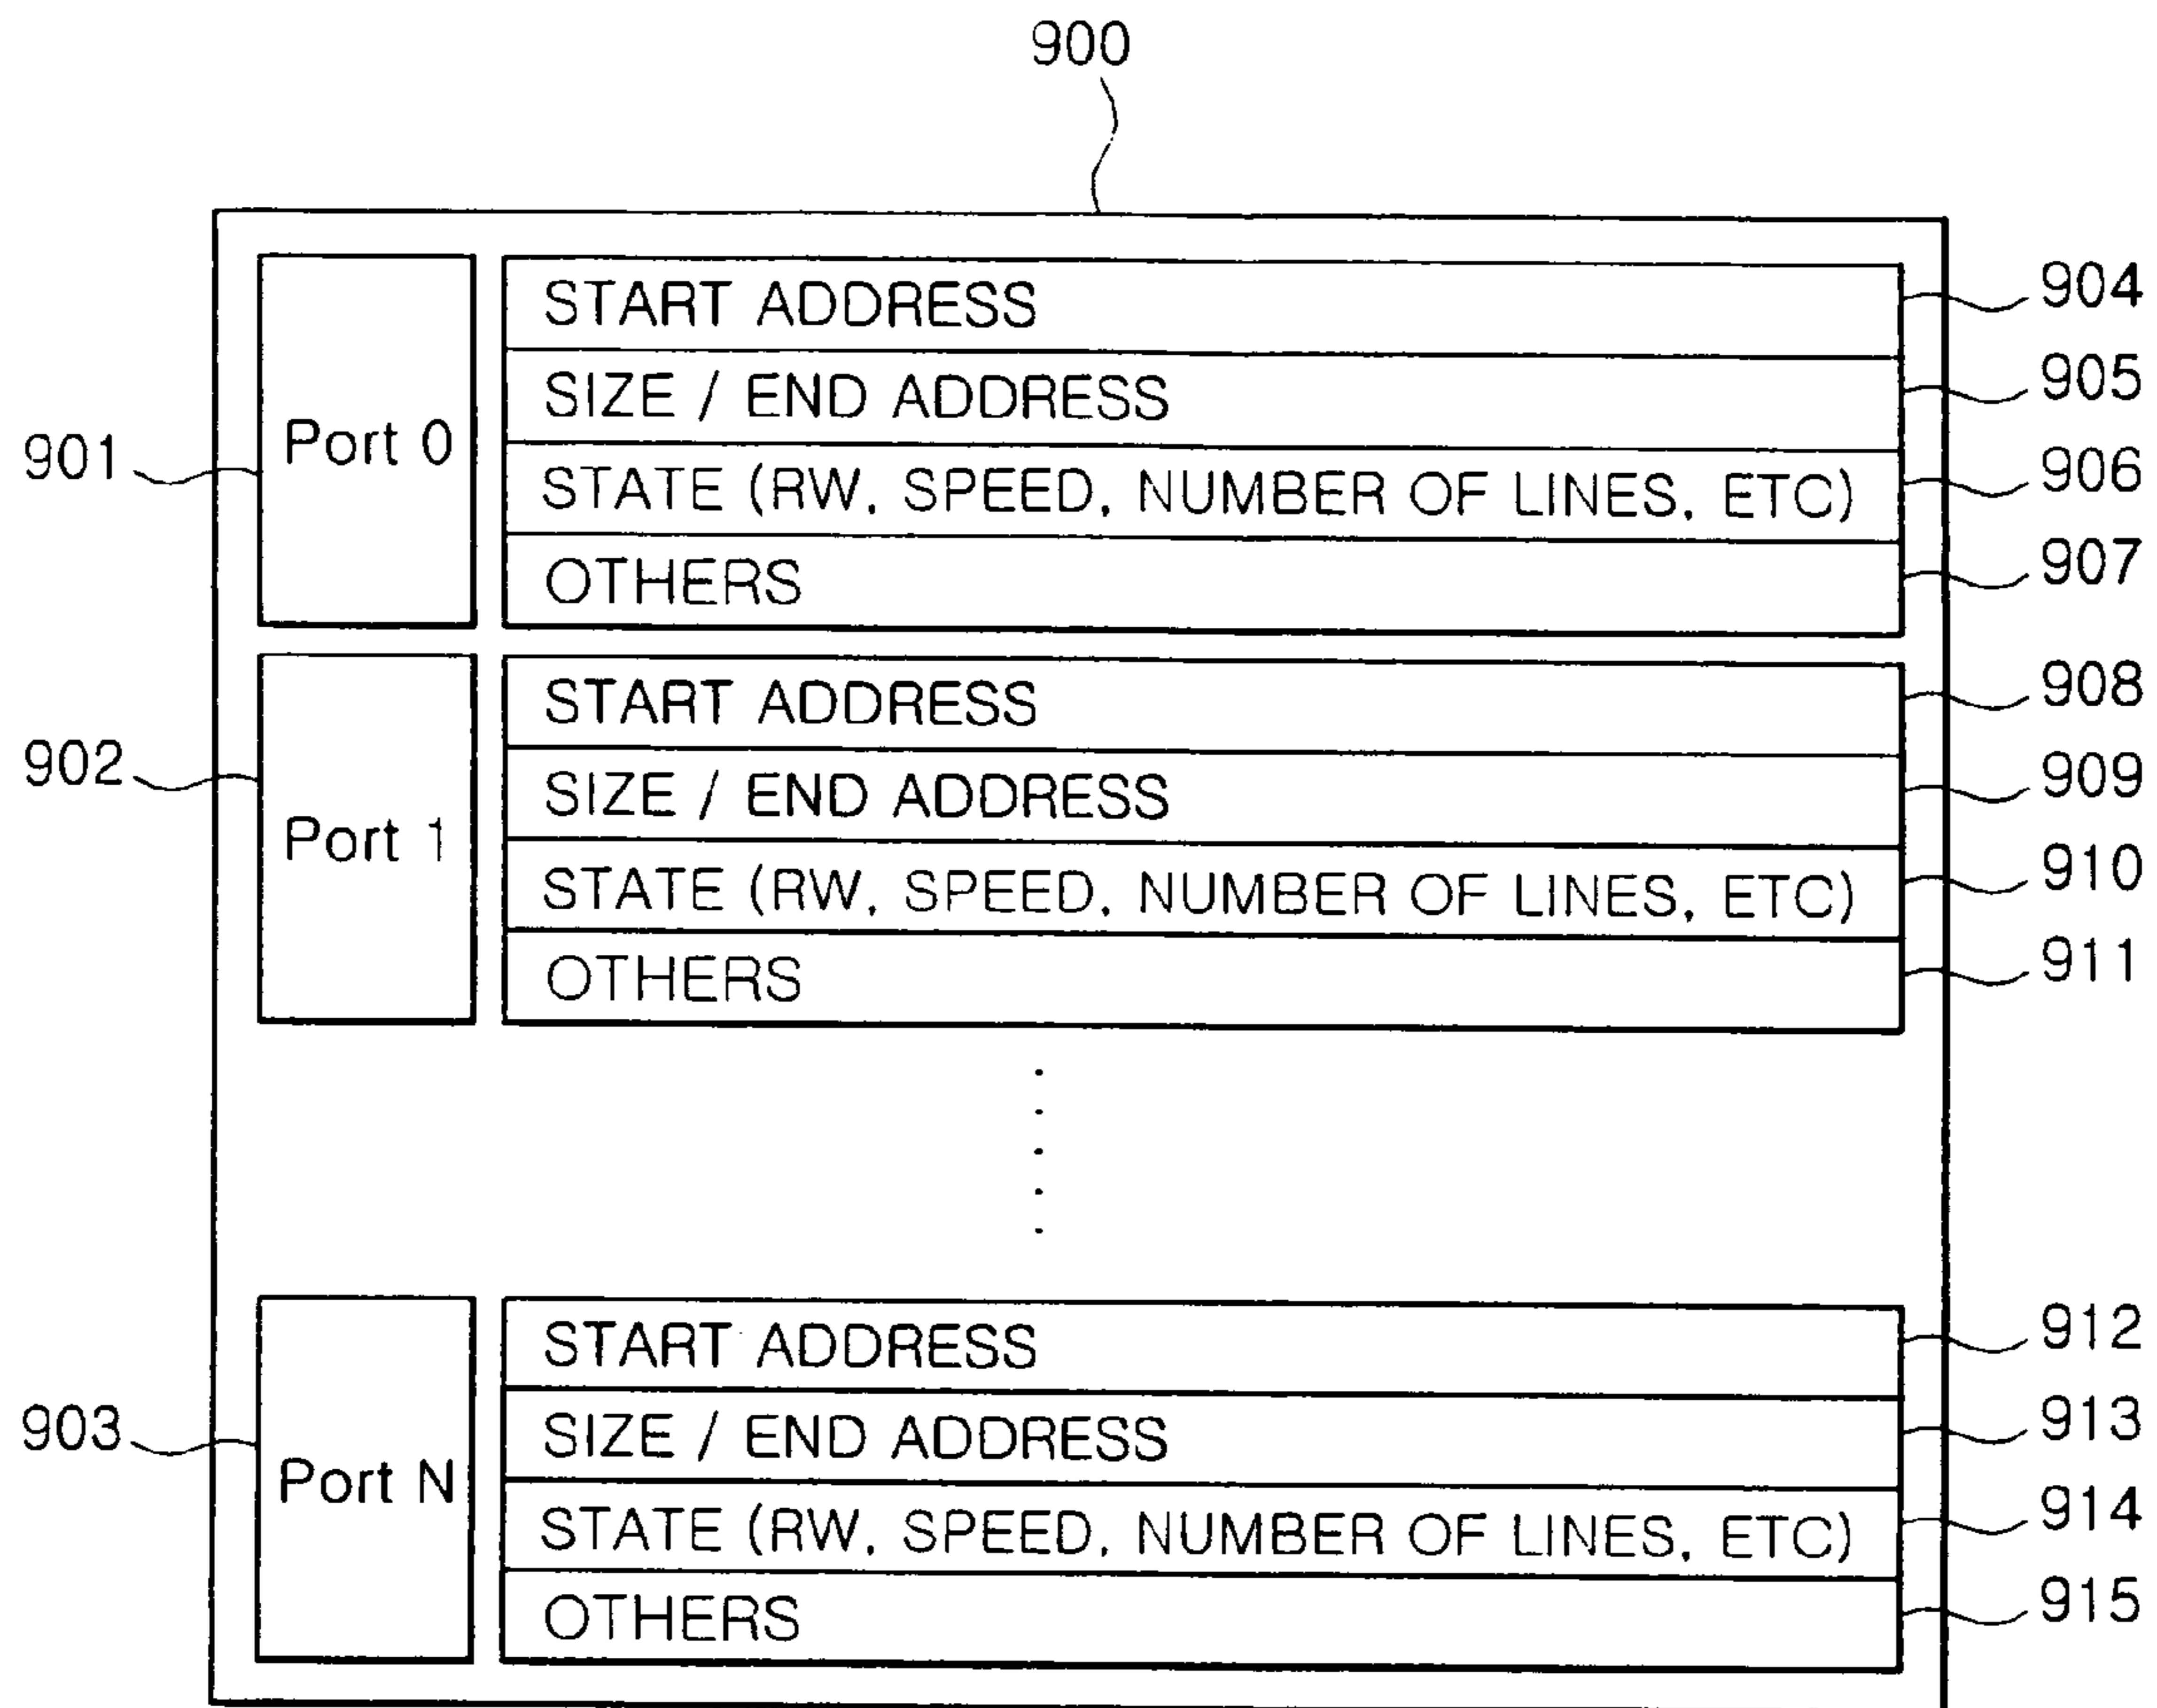 900
START ADDRESS 904
SIZE / END ADDRESS 905
901 Port 0
STATE (RW, SPEED, NUMBER OF LINES, ETC) 906
OTHERS 907
START ADDRESS 908
902
SIZE / END ADDRESS 909
Port 1
STATE (RW, SPEED, NUMBER OF LINES, ETC) 910
OTHERS 911
START ADDRESS 912
903
SIZE / END ADDRESS 913
Port N
STATE (RW, SPEED, NUMBER OF LINES, ETC) 914
OTHERS 915